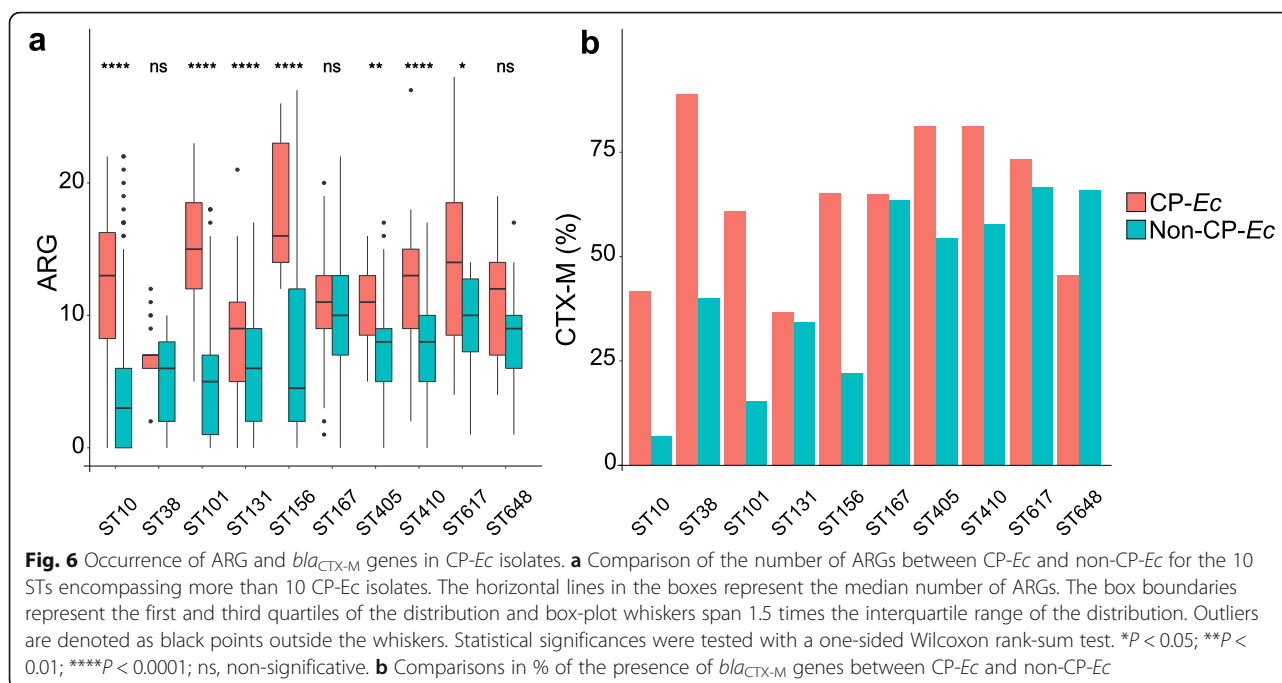 a
**** ns **** **** **** ns ** **** * ns
ARG
20
10
0
ST10 ST38 ST101 ST131 ST156 ST167 ST405 ST410 ST617 ST648
b
CTX-M (%)
75
50
25
0
ST10 ST38 ST101 ST131 ST156 ST167 ST405 ST410 ST617 ST648
CP-Ec
Non-CP-Ec
Fig. 6 Occurrence of ARG and blaCTX-M genes in CP-Ec isolates. a Comparison of the number of ARGs between CP-Ec and non-CP-Ec for the 10
STs encompassing more than 10 CP-Ec isolates. The horizontal lines in the boxes represent the median number of ARGs. The box boundaries
represent the first and third quartiles of the distribution and box-plot whiskers span 1.5 times the interquartile range of the distribution. Outliers
are denoted as black points outside the whiskers. Statistical significances were tested with a one-sided Wilcoxon rank-sum test. *P < 0.05; **P <
0.01; ****P < 0.0001; ns, non-significative. b Comparisons in % of the presence of blaCTX-M genes between CP-Ec and non-CP-Ec